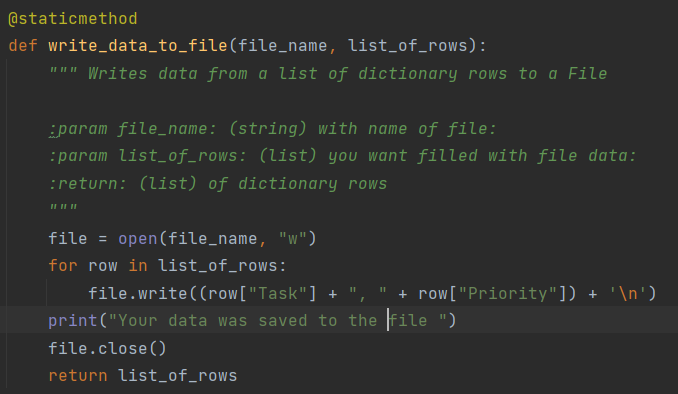 @staticmethod
def write_data_to_file(file_name, list_of_rows):
""" Writes data from a list of dictionary rows to a File
:param file_name: (string) with name of file:
:param list_of_rows: (list) you want filled with file data:
:return: (list) of dictionary rows
"""
file = open(file_name, "w")
for row in list_of_rows:
file.write((row["Task"] + ", " + row["Priority"]) + '\n')
print("Your data was saved to the file ")
file.close()
return list_of_rows